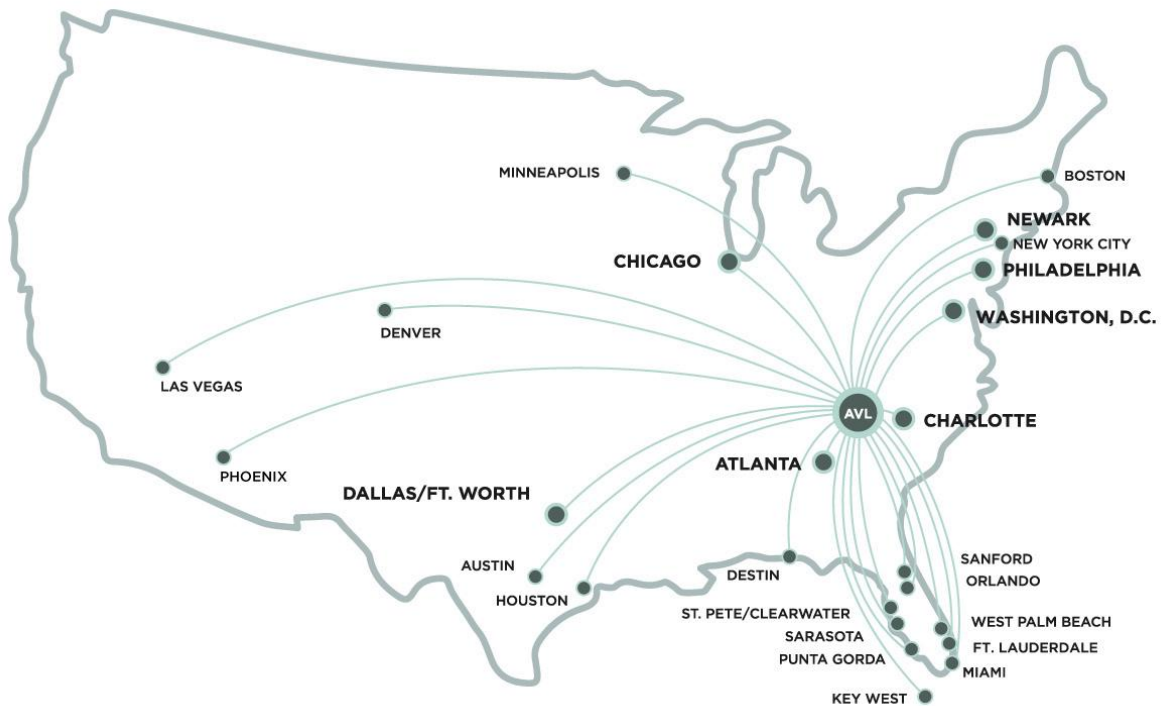 MINNEAPOLIS
BOSTON
NEWARK
NEW YORK CITY
CHICAGO
PHILADELPHIA
WASHINGTON, D.C.
DENVER
LAS VEGAS
AVL
CHARLOTTE
ATLANTA
PHOENIX
DALLAS/FT. WORTH
SANFORD
AUSTIN
DESTIN
ORLANDO
HOUSTON
ST. PETE/CLEARWATER
WEST PALM BEACH
SARASOTA
FT. LAUDERDALE
PUNTA GORDA
MIAMI
KEY WEST